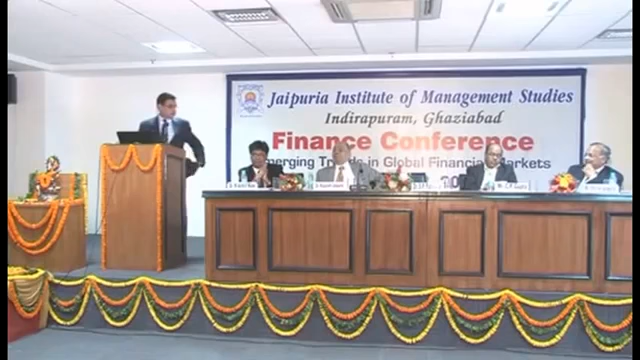 Jaipuria Institute of Management Studies
Indirapuram, Ghaziabad
Finance Conference
Emerging Trends in Global Financial Markets